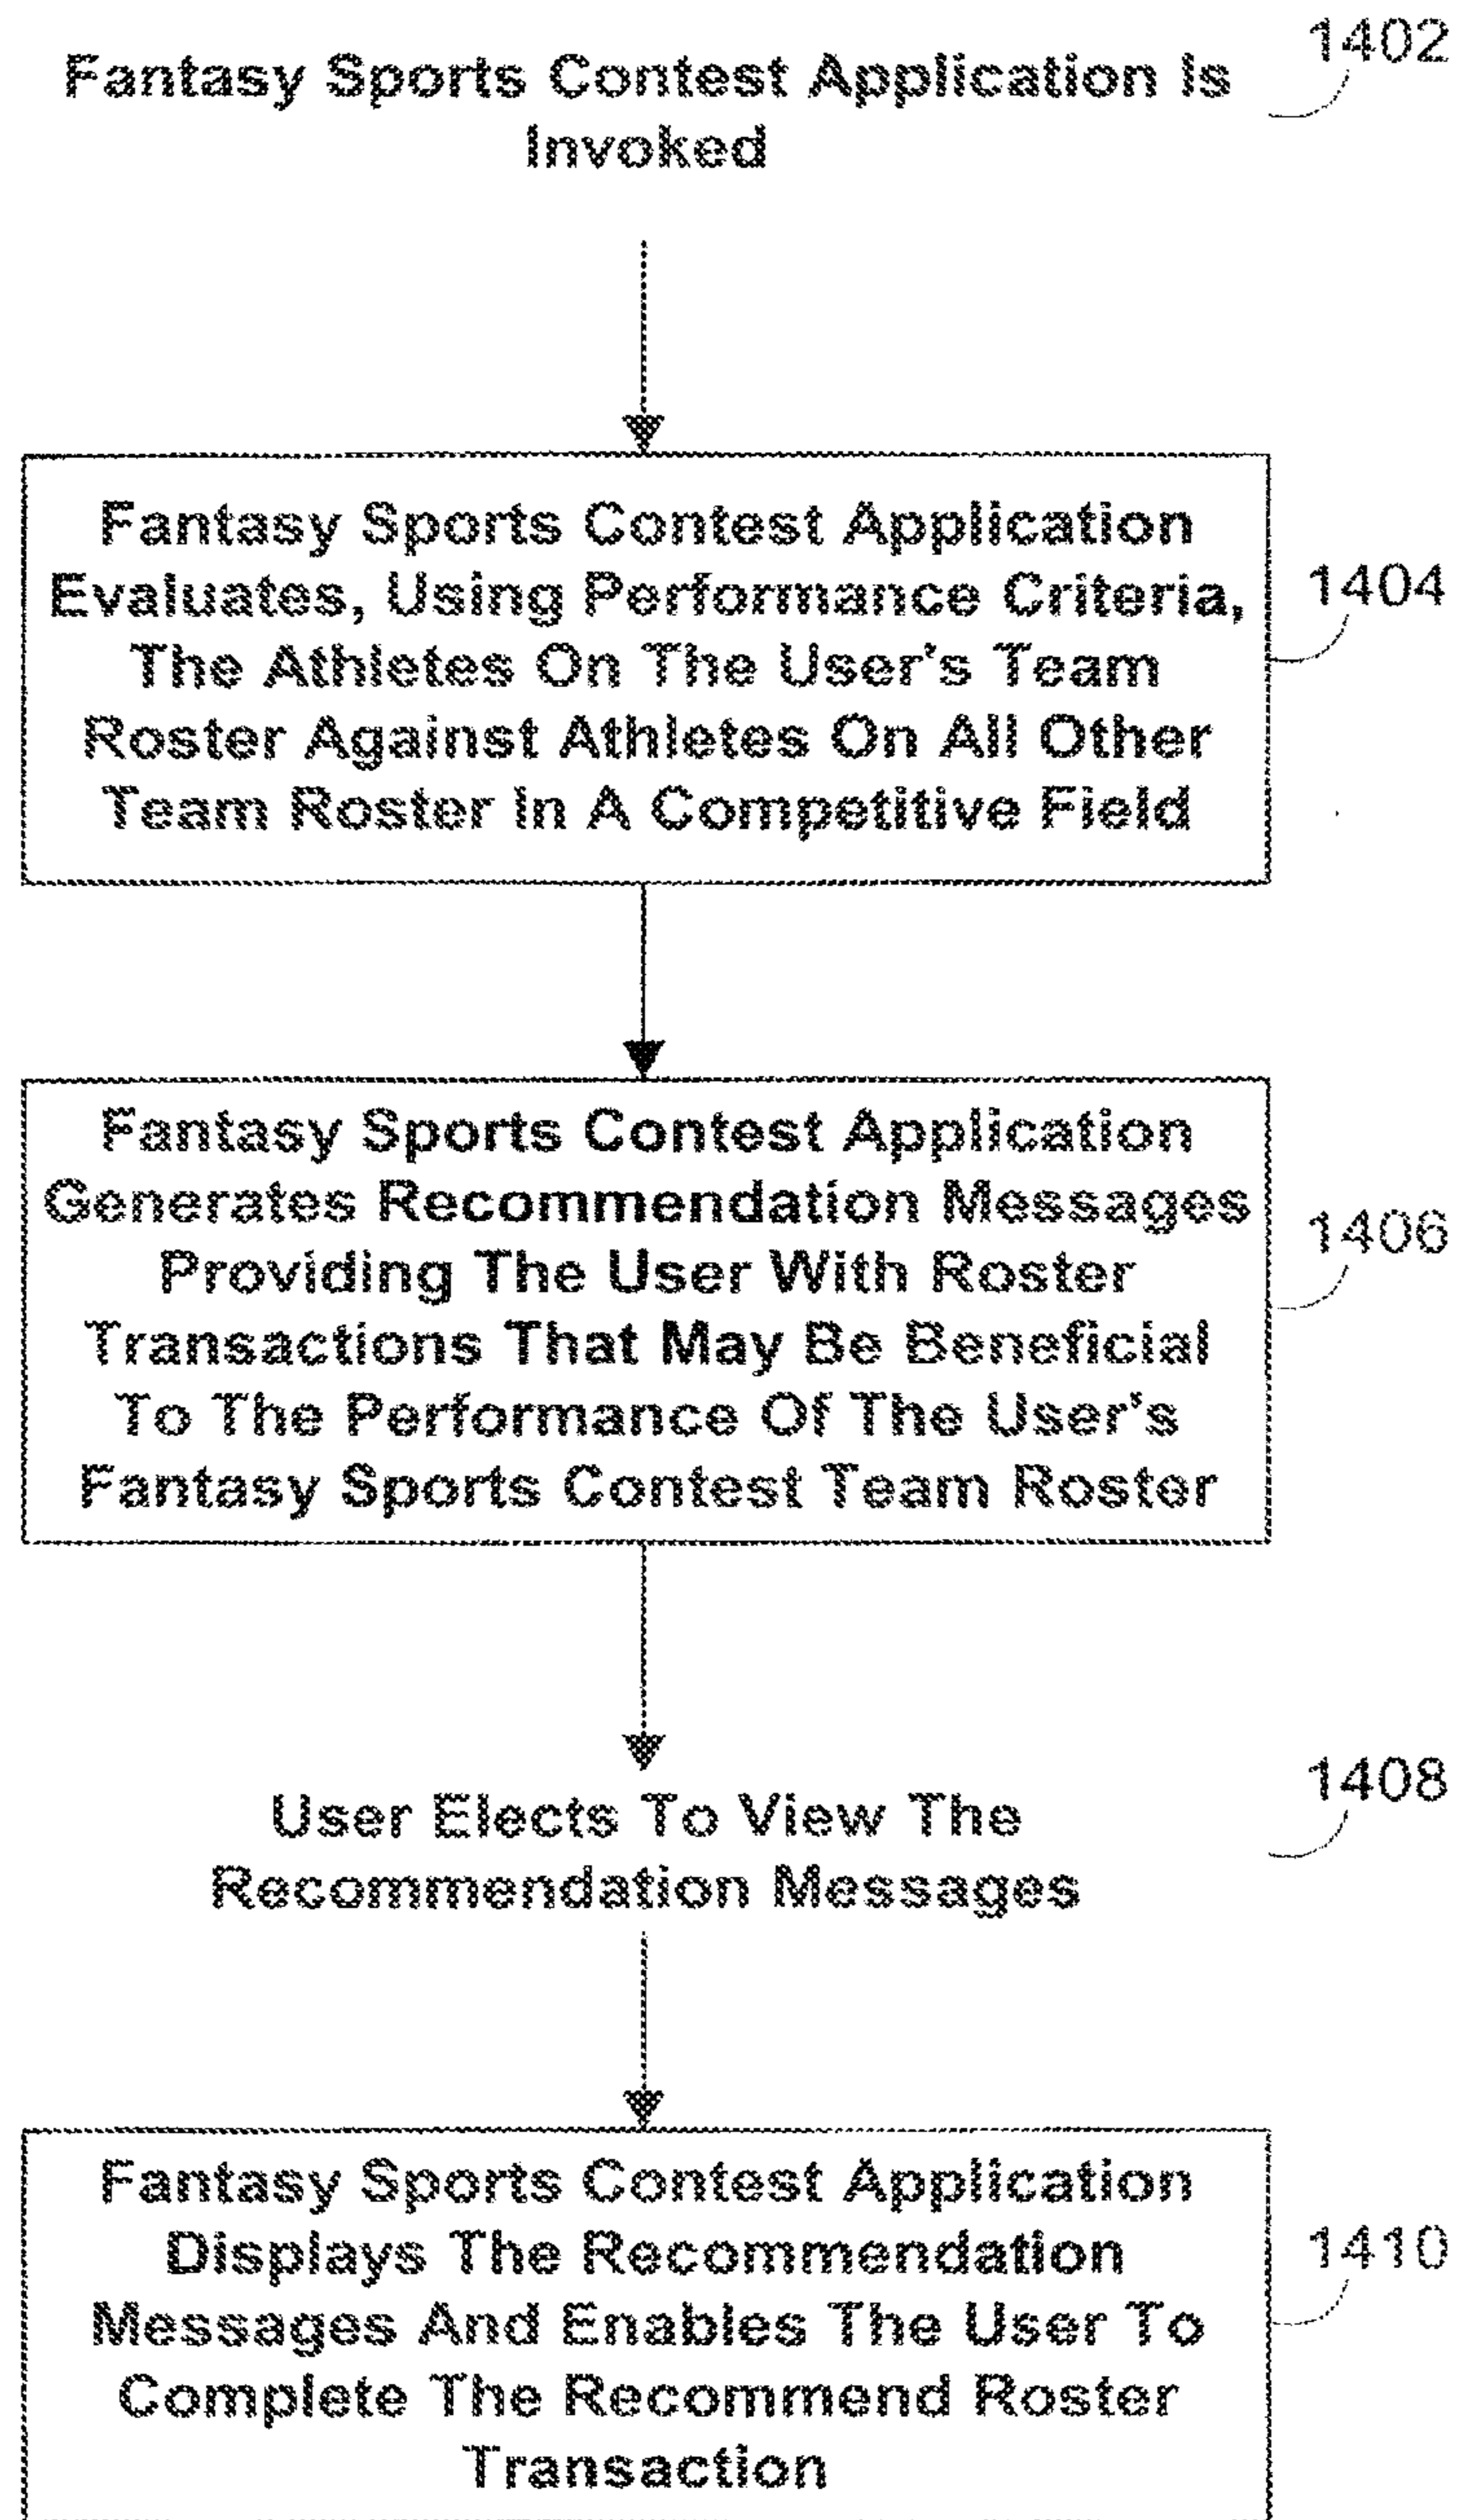 1402
Fantasy Sports Contest Application Is
Invoked
Fantasy Sports Contest Application
Evaluates, Using Performance Criteria,
The Athletes On The User's Team
Roster Against Athletes On All Other
Team Roster In A Competitive Field
1404
Fantasy Sports Contest Application
Generates Recommendation Messages
Providing The User With Roster
Transactions That May Be Beneficial
To The Performance Of The User's
Fantasy Sports Contest Team Roster
1406
User Elects To View The
Recommendation Messages
1408
Fantasy Sports Contest Application
Displays The Recommendation
Messages And Enables The User To
Complete The Recommend Roster
Transaction
1410